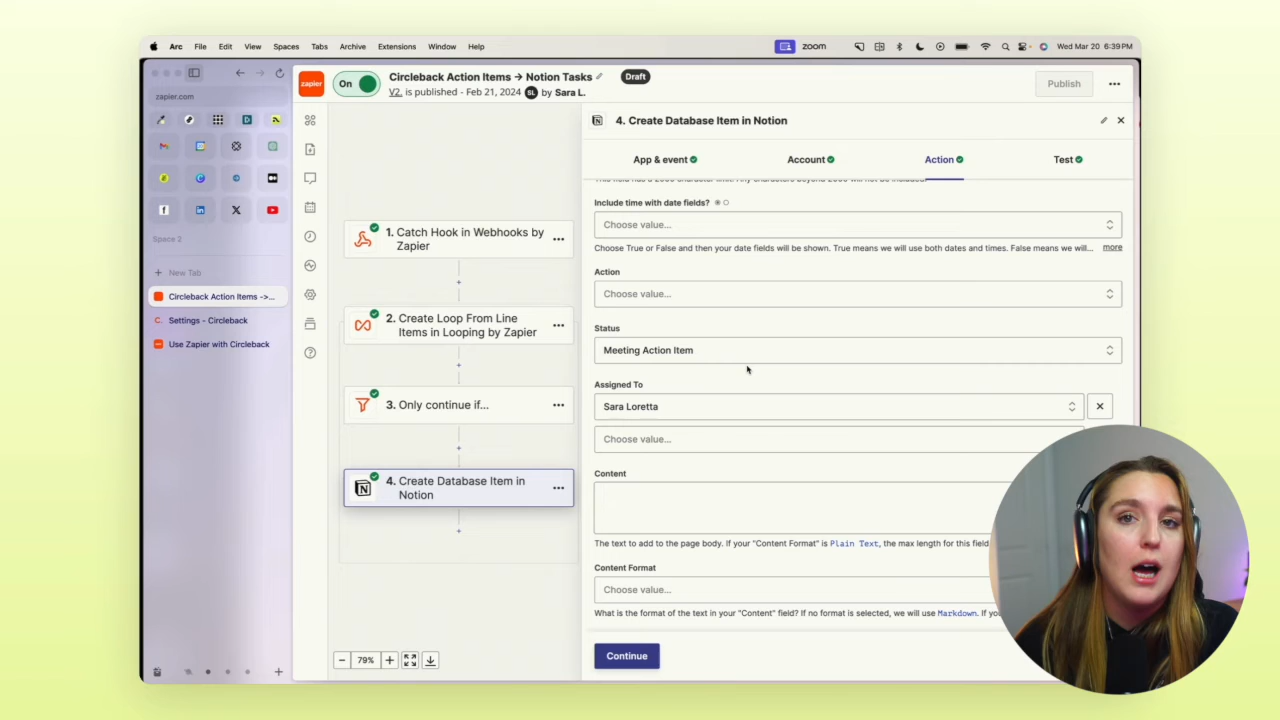 Arc File Edit View Spaces Tabs Archive Extensions Window Help zoom Wed Mar 20 6:39 PM
zapier.com
Space 2
New Tab
Circleback Action Items ->...
Settings - Circleback
Use Zapier with Circleback
zapier
On
Circleback Action Items → Notion Tasks
Draft
V2. is published - Feb 21, 2024 SL by Sara L.
Publish
1. Catch Hook in Webhooks by
Zapier
2. Create Loop From Line
Items in Looping by Zapier
3. Only continue if...
4. Create Database Item in
Notion
79%
4. Create Database Item in Notion
App & event
Account
Action
Test
Include time with date fields?
Choose value...
Choose True or False and then your date fields will be shown. True means we will use both dates and times. False means we will... more
Action
Choose value...
Status
Meeting Action Item
Assigned To
Sara Loretta
Choose value...
Content
The text to add to the page body. If your "Content Format" is Plain Text, the max length for this field
Content Format
Choose value...
What is the format of the text in your "Content" field? If no format is selected, we will use Markdown. If
Continue